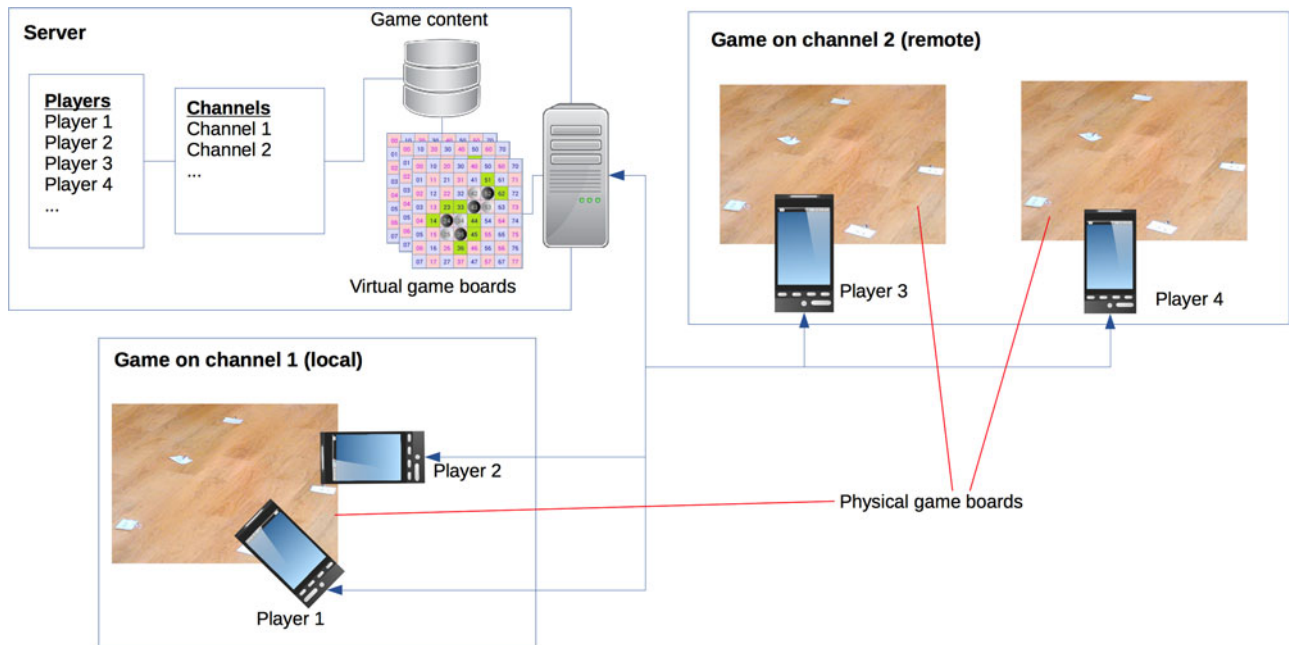 Server
Game content
Players
Player 1
Player 2
Player 3
Player 4
...
Channels
Channel 1
Channel 2
...
Virtual game boards
Game on channel 2 (remote)
Player 3
Player 4
Game on channel 1 (local)
Player 2
Player 1
Physical game boards